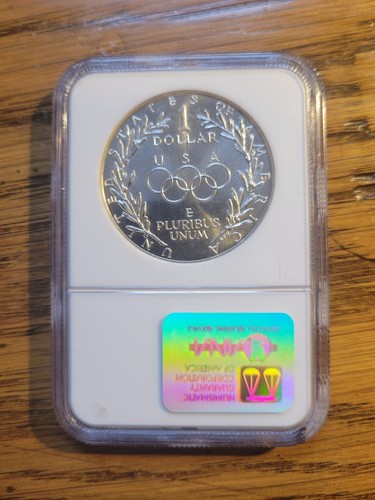 UNITED STATES OF AMERICA
1
DOLLAR
USA
E
PLURIBUS
UNUM
NUMISMATIC
GUARANTY
CORPORATION
OF AMERICA